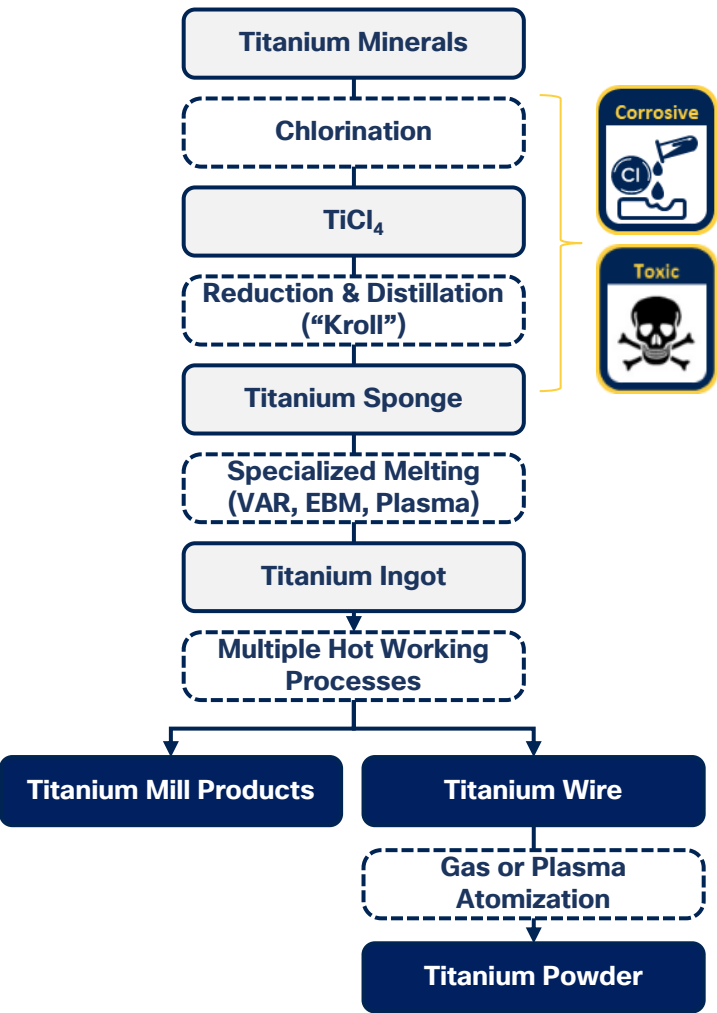 Titanium Minerals
Chlorination
Corrosive
Cl
TiCl₄
Toxic
Reduction & Distillation
(“Kroll”)
Titanium Sponge
Specialized Melting
(VAR, EBM, Plasma)
Titanium Ingot
Multiple Hot Working
Processes
Titanium Mill Products
Titanium Wire
Gas or Plasma
Atomization
Titanium Powder